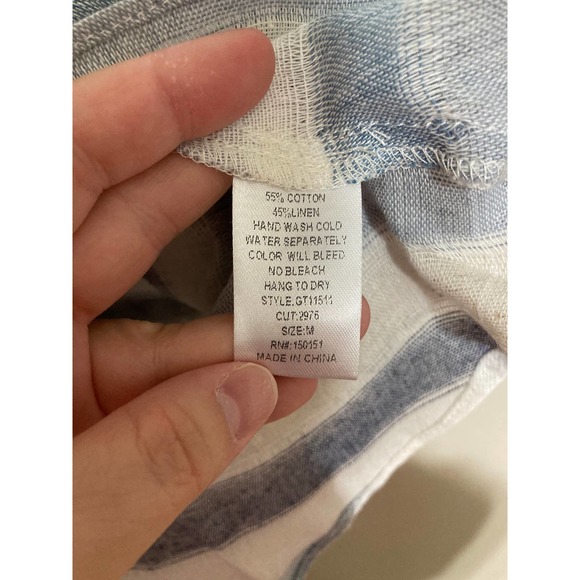 55% COTTON
45%LINEN
HAND WASH COLD
WATER SEPARATELY
COLOR WILL BLEED
NO BLEACH
HANG TO DRY
STYLE.GT11511
CUT:2976
SIZE:M
RN#:150151
MADE IN CHINA